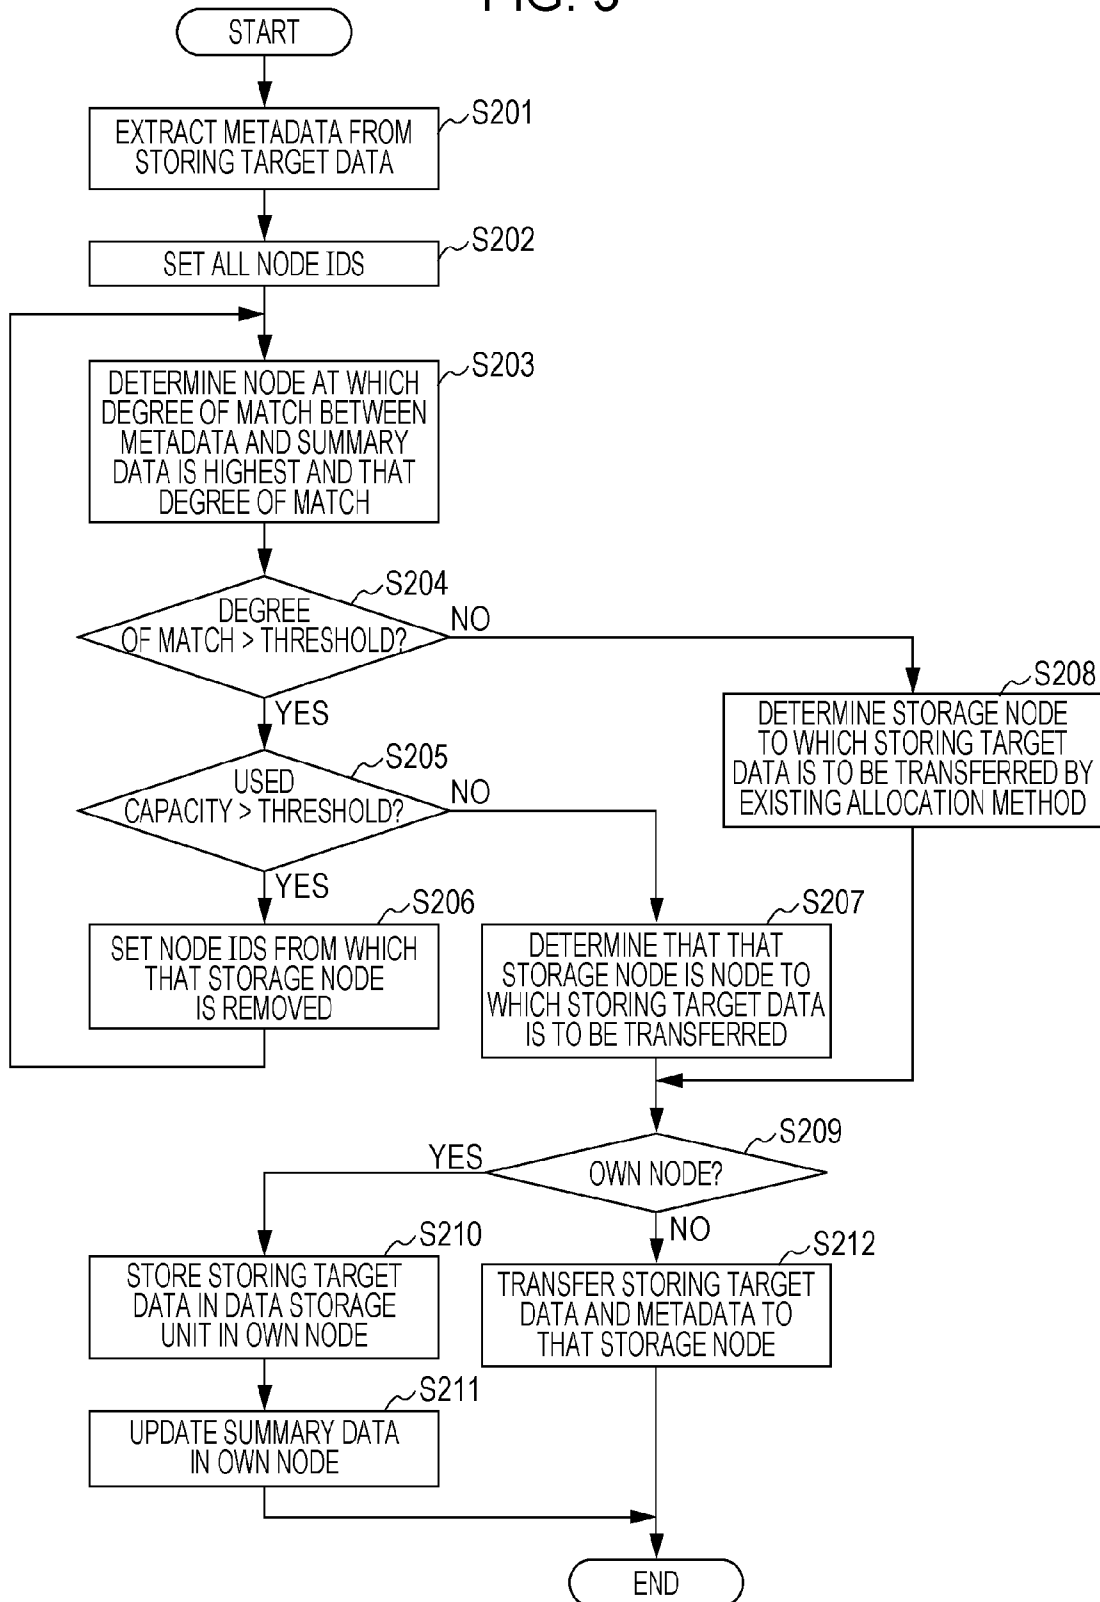 START
EXTRACT METADATA FROM
STORING TARGET DATA
S201
SET ALL NODE IDS
S202
DETERMINE NODE AT WHICH
DEGREE OF MATCH BETWEEN
METADATA AND SUMMARY
DATA IS HIGHEST AND THAT
DEGREE OF MATCH
S203
DEGREE
OF MATCH > THRESHOLD?
S204
NO
YES
S208
DETERMINE STORAGE NODE
TO WHICH STORING TARGET
DATA IS TO BE TRANSFERRED BY
EXISTING ALLOCATION METHOD
USED
CAPACITY > THRESHOLD?
S205
NO
YES
S206
SET NODE IDS FROM WHICH
THAT STORAGE NODE
IS REMOVED
S207
DETERMINE THAT THAT
STORAGE NODE IS NODE TO
WHICH STORING TARGET DATA
IS TO BE TRANSFERRED
S209
OWN NODE?
YES
NO
S210
STORE STORING TARGET
DATA IN DATA STORAGE
UNIT IN OWN NODE
S212
TRANSFER STORING TARGET
DATA AND METADATA TO
THAT STORAGE NODE
S211
UPDATE SUMMARY DATA
IN OWN NODE
END